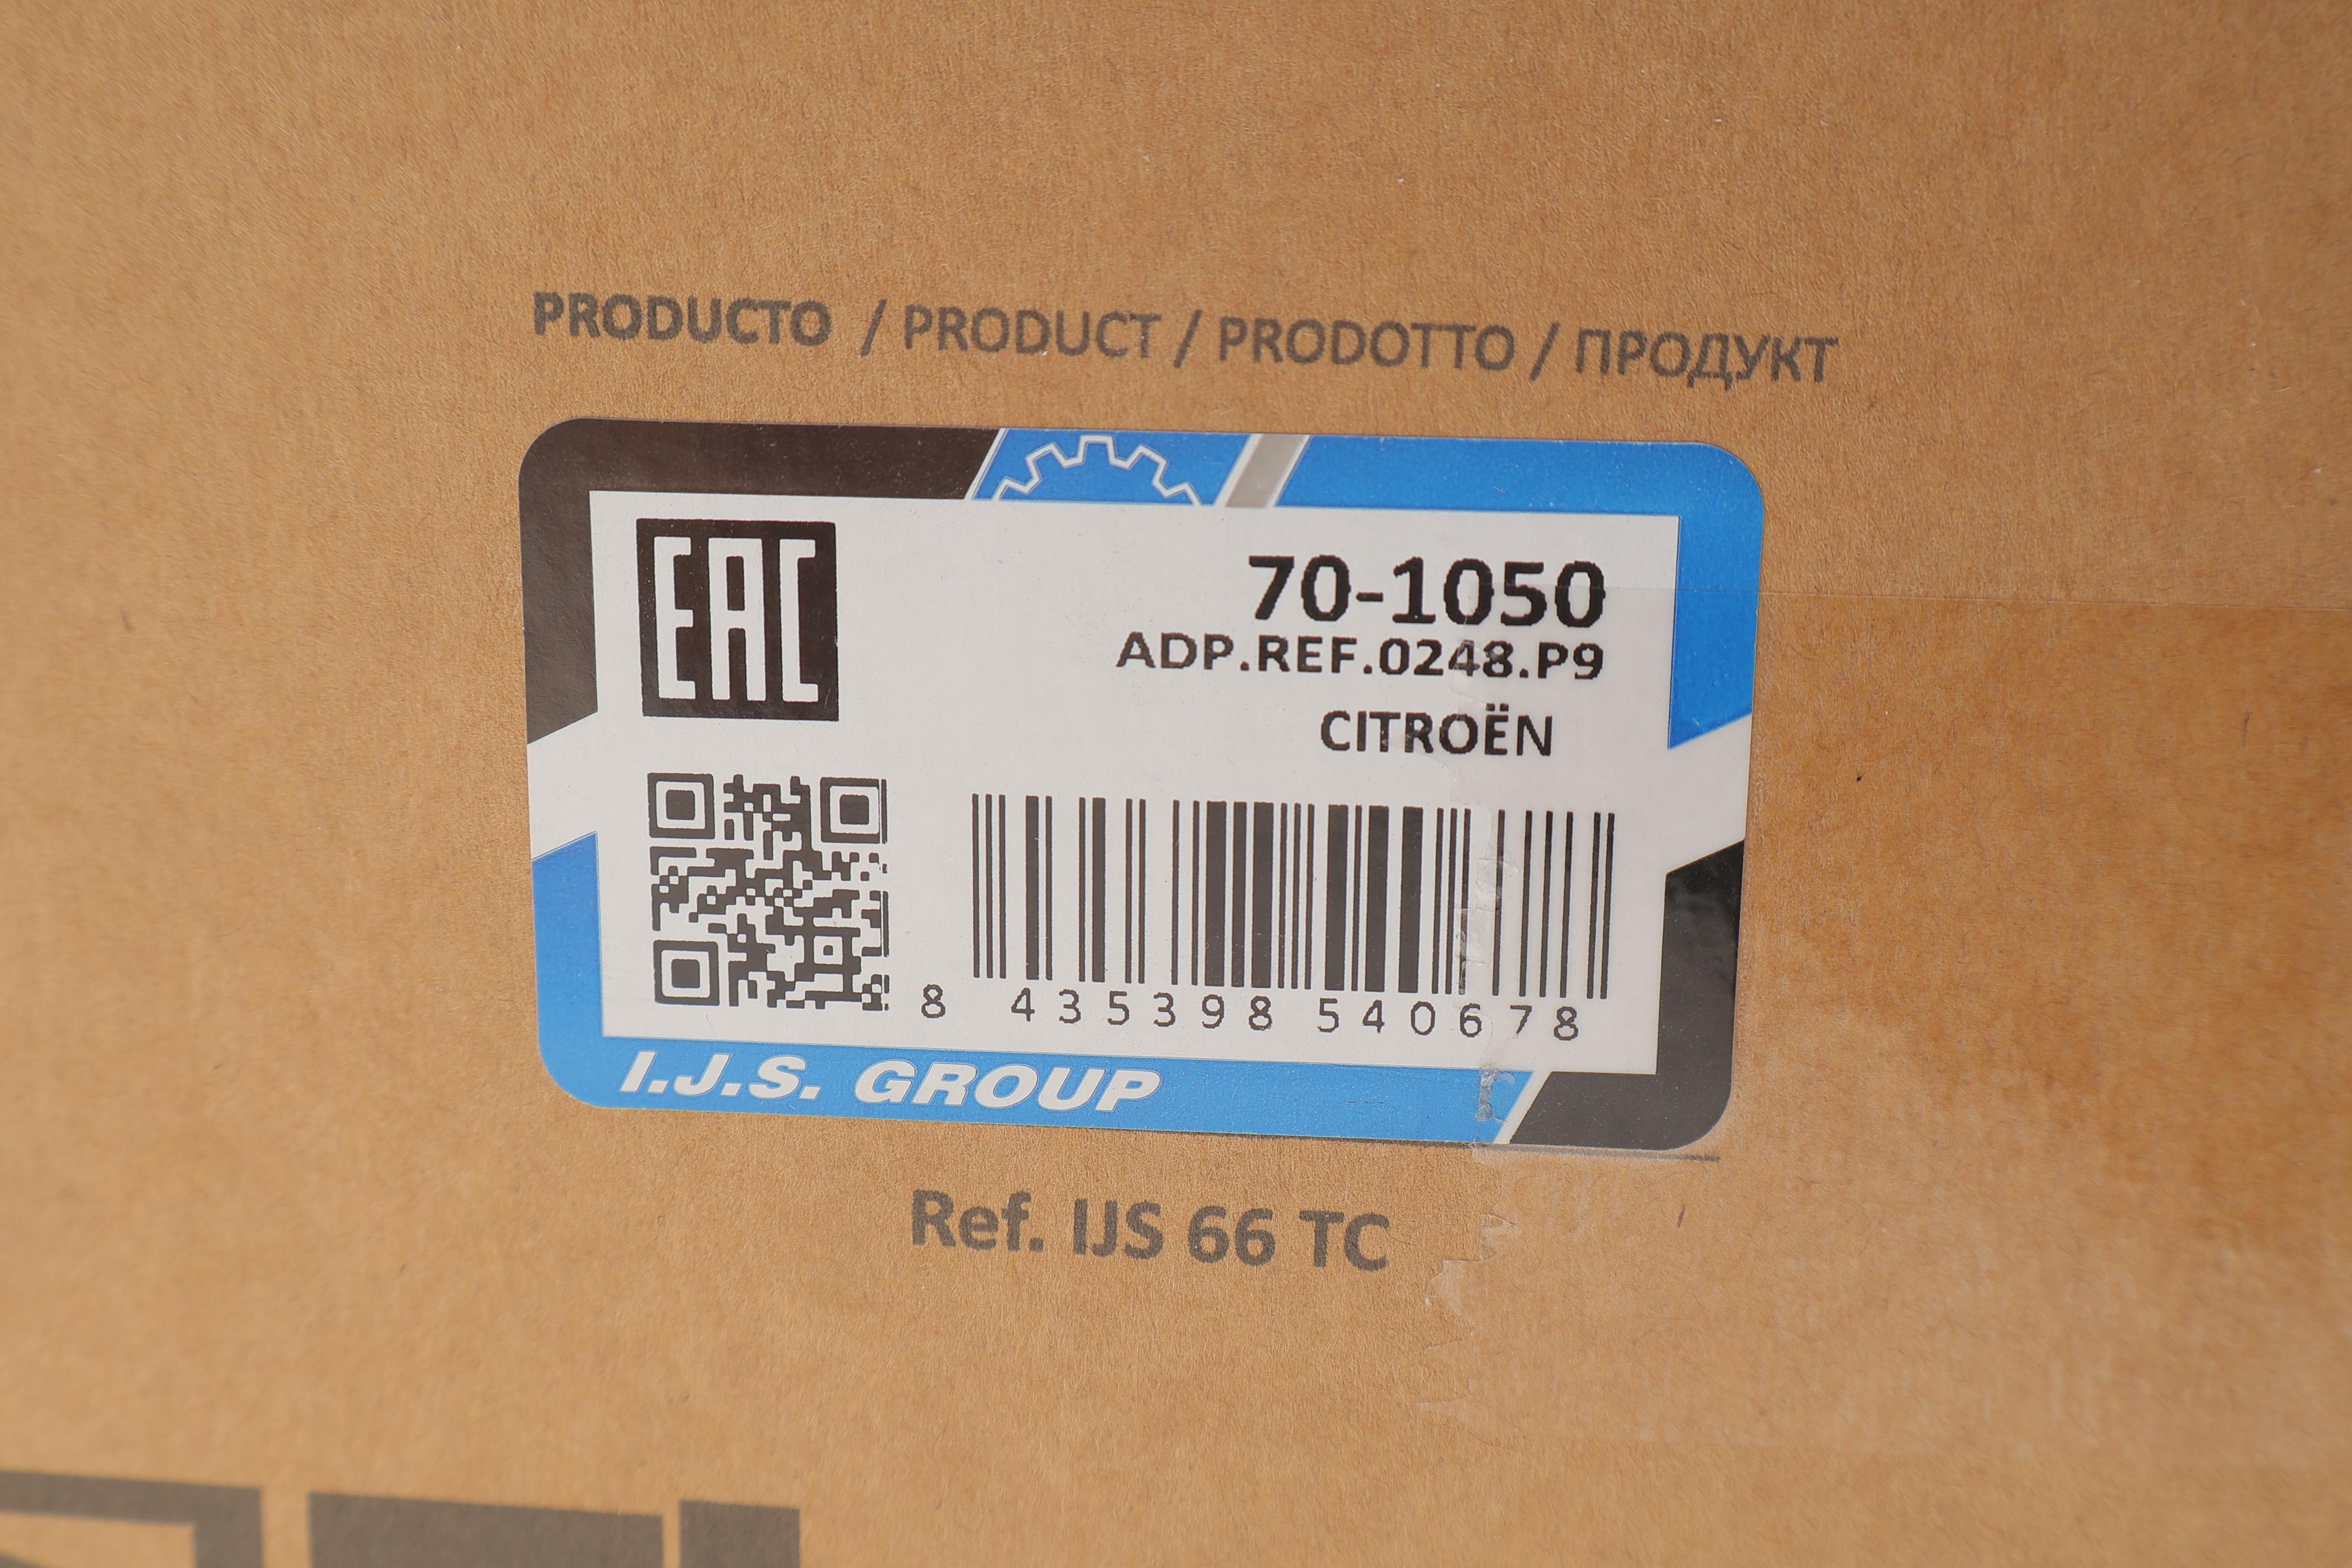 PRODUCTO / PRODUCT / PRODOTTO / ПРОДУКТ
EAC
70-1050
ADP.REF.0248.P9
CITROËN
8 435398 540678
I.J.S. GROUP
Ref. IJS 66 TC